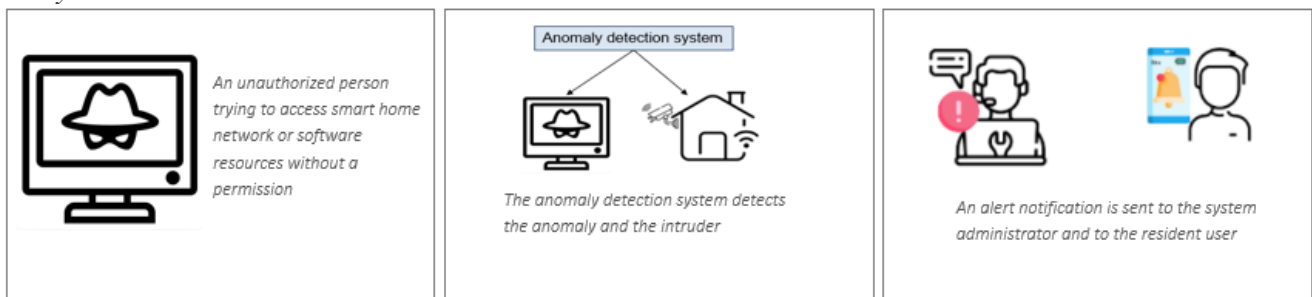 An unauthorized person
trying to access smart home
network or software
resources without a
permission
Anomaly detection system
The anomaly detection system detects
the anomaly and the intruder
An alert notification is sent to the system
administrator and to the resident user